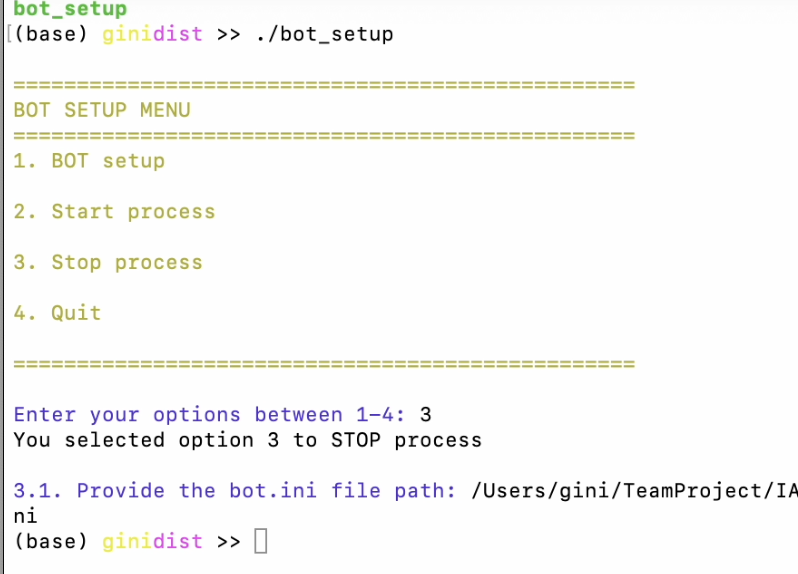 bot_setup
[(base) ginidist >> ./bot_setup
=================================================
BOT SETUP MENU
=================================================
1. BOT setup
2. Start process
3. Stop process
4. Quit
=================================================
Enter your options between 1-4: 3
You selected option 3 to STOP process
3.1. Provide the bot.ini file path: /Users/gini/TeamProject/IA
ni
(base) ginidist >>